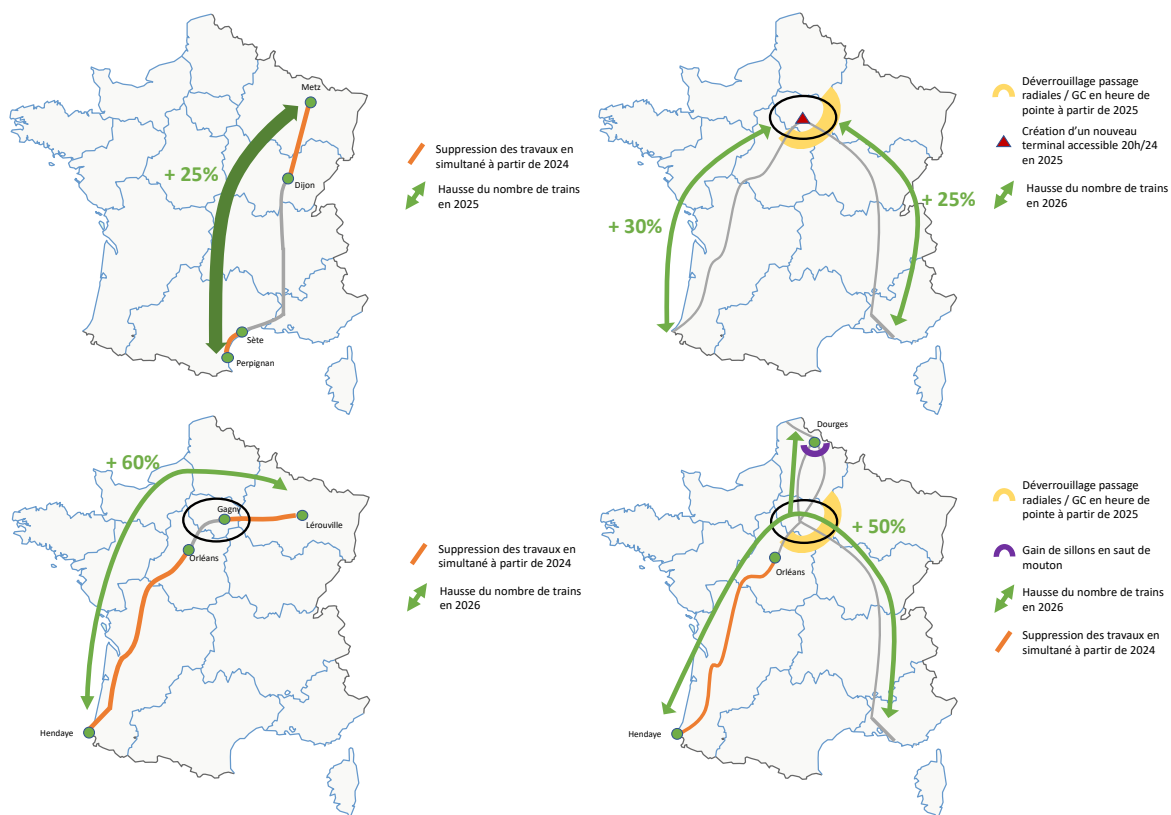 Metz
+ 25%
Dijon
Sète
Perpignan
Suppression des travaux en
simultané à partir de 2024
Hausse du nombre de trains
en 2025
+ 30%
+ 25%
Déverrouillage passage
radiales / GC en heure de
pointe à partir de 2025
Création d'un nouveau
terminal accessible 20h/24
en 2025
Hausse du nombre de trains
en 2026
+ 60%
Gagny
Lérouville
Orléans
Hendaye
Suppression des travaux en
simultané à partir de 2024
Hausse du nombre de trains
en 2026
Dourges
+ 50%
Orléans
Hendaye
Déverrouillage passage
radiales / GC en heure de
pointe à partir de 2025
Gain de sillons en saut de
mouton
Hausse du nombre de trains
en 2026
Suppression des travaux en
simultané à partir de 2024